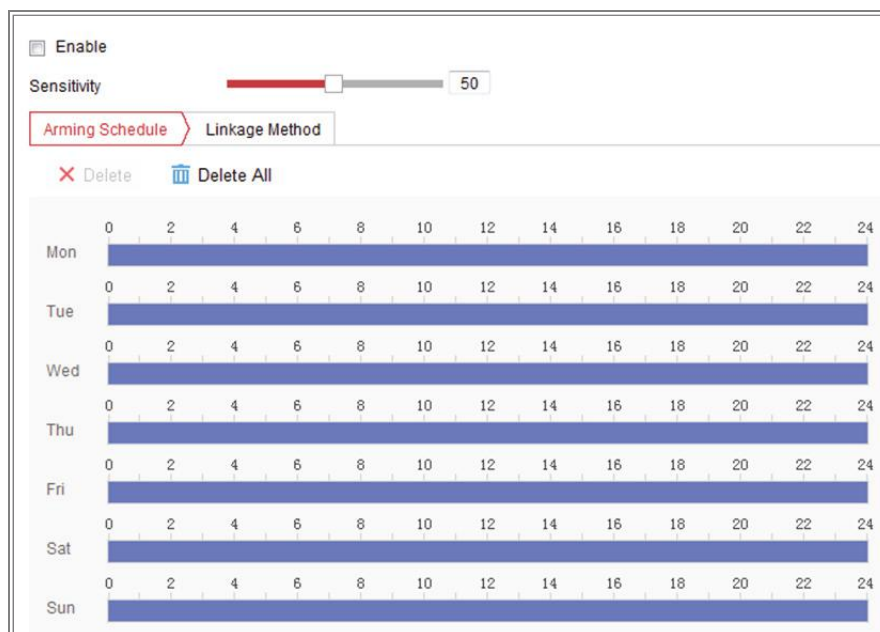 Enable
Sensitivity 50
Arming Schedule Linkage Method
Delete Delete All
0 2 4 6 8 10 12 14 16 18 20 22 24
Mon
0 2 4 6 8 10 12 14 16 18 20 22 24
Tue
0 2 4 6 8 10 12 14 16 18 20 22 24
Wed
0 2 4 6 8 10 12 14 16 18 20 22 24
Thu
0 2 4 6 8 10 12 14 16 18 20 22 24
Fri
0 2 4 6 8 10 12 14 16 18 20 22 24
Sat
0 2 4 6 8 10 12 14 16 18 20 22 24
Sun